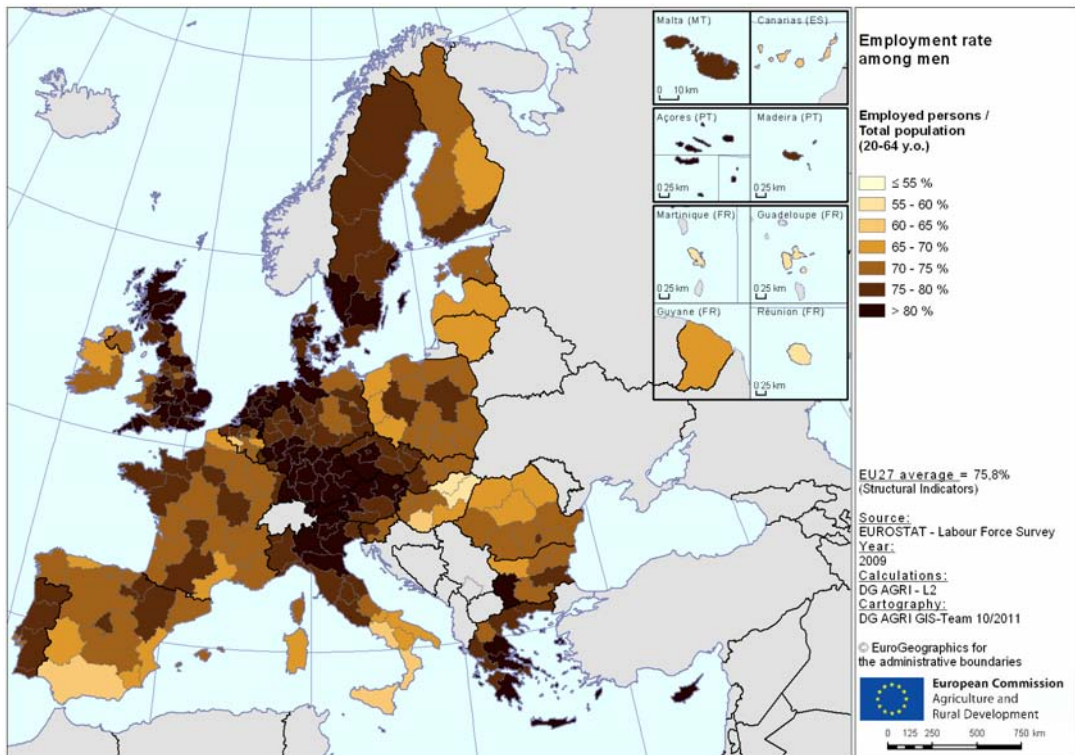 Malta (MT)
0 10 km
Canarias (ES)
0 25 km
Açores (PT)
0 25 km
Madeira (PT)
0 25 km
Martinique (FR)
0 25 km
Guadeloupe (FR)
0 25 km
Guyane (FR)
0 25 km
Réunion (FR)
0 25 km
Employment rate
among men
Employed persons /
Total population
(20-64 y.o.)
≤ 55 %
55 - 60 %
60 - 65 %
65 - 70 %
70 - 75 %
75 - 80 %
> 80 %
EU27 average = 75,8%
(Structural Indicators)
Source:
EUROSTAT - Labour Force Survey
Year:
2009
Calculations:
DG AGRI - L2
Cartography:
DG AGRI GIS-Team 10/2011
© EuroGeographics for
the administrative boundaries
European Commission
Agriculture and
Rural Development
0 125 250 500 750 km